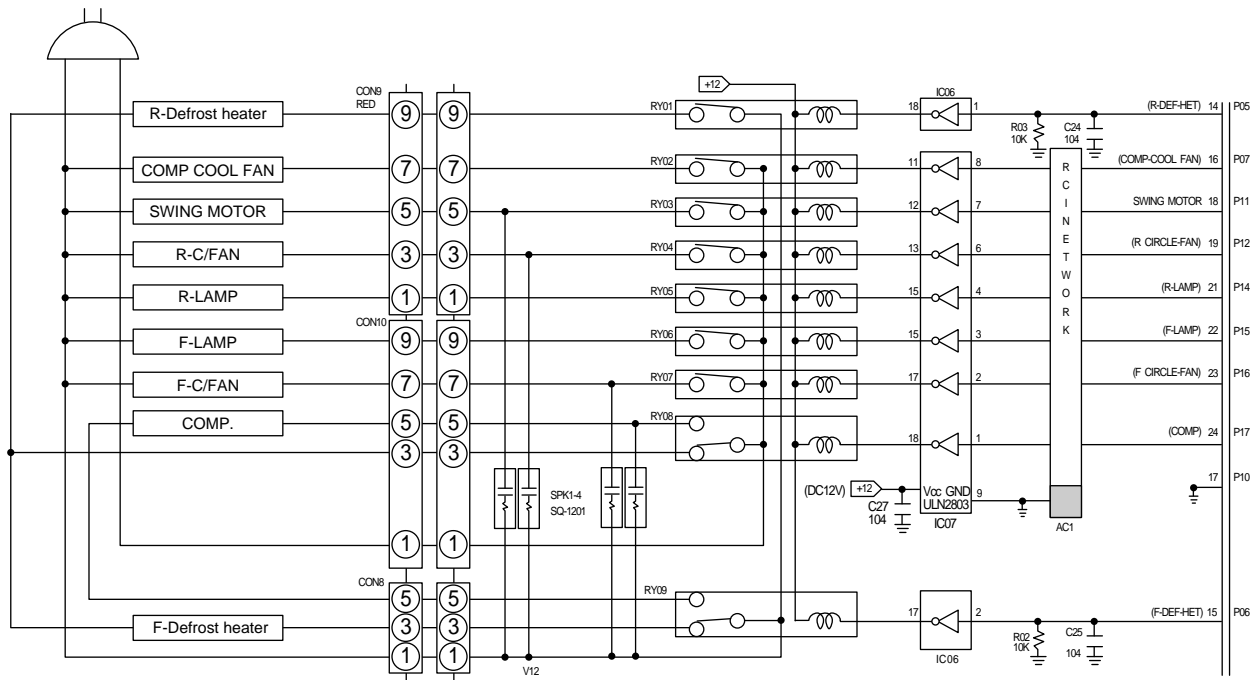 CON9
RED
+12
IC06
R-Defrost heater 9 9 RY01 18 1 (R-DEF-HET) 14 P05
R03
10K
C24
104
COMP COOL FAN 7 7 RY02 11 8 (COMP-COOL FAN) 16 P07
SWING MOTOR 5 5 RY03 12 7 SWING MOTOR 18 P11
R-C/FAN 3 3 RY04 13 6 (R CIRCLE-FAN) 19 P12
R-LAMP 1 1 RY05 15 4 (R-LAMP) 21 P14
CON10
F-LAMP 9 9 RY06 15 3 (F-LAMP) 22 P15
F-C/FAN 7 7 RY07 17 2 (F CIRCLE-FAN) 23 P16
COMP. 5 5 RY08
3 3 18 1 (COMP) 24 P17
R C I N E T W O R K
17 P10
SPK1-4
SQ-1201
(DC12V) +12 Vcc GND 9
ULN2803
C27
104
IC07
AC1
1 1
CON8
5 5 RY09
F-Defrost heater 3 3 17 2 (F-DEF-HET) 15 P06
R02
10K
C25
104
1 1
V12
IC06